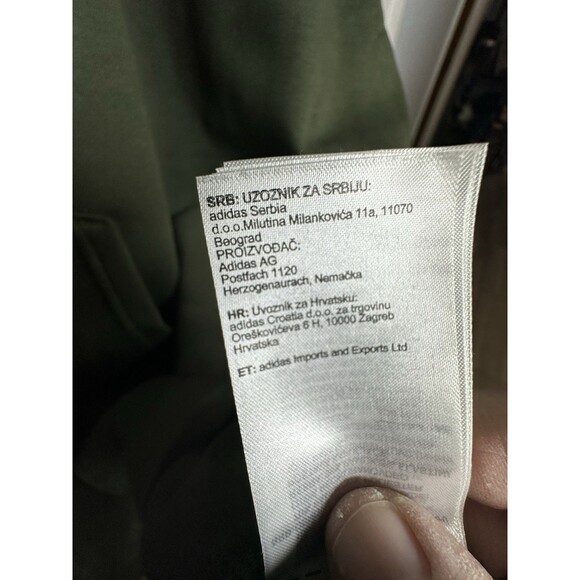 SRB: UZOZNIK ZA SRBIJU:
adidas Serbia
d.o.o.Milutina Milankovića 11a, 11070
Beograd
PROIZVOĐAČ:
Adidas AG
Postfach 1120
Herzogenaurach, Nemačka
HR: Uvoznik za Hrvatsku:
adidas Croatia d.o.o. za trgovinu
Oreškovićeva 6 H, 10000 Zagreb
Hrvatska
ET: adidas Imports and Exports Ltd